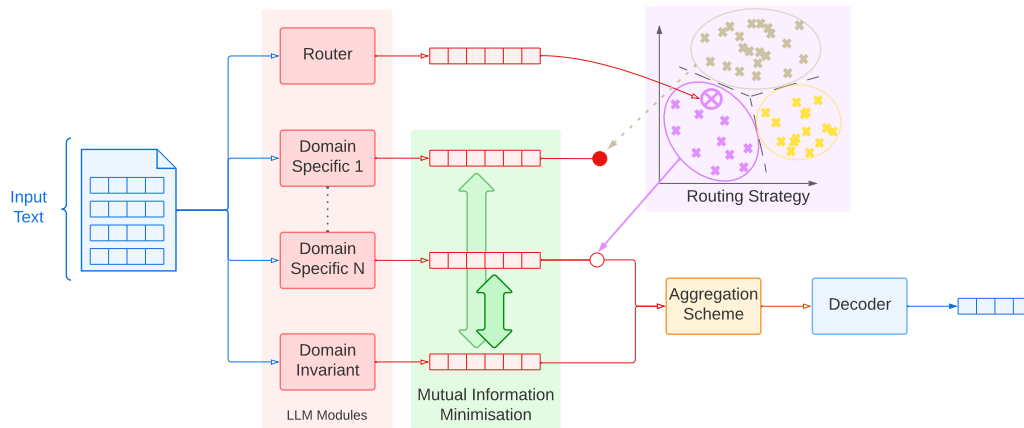 Router
Domain
Specific 1
Input
Text
Routing Strategy
Domain
Specific N
Aggregation
Scheme
Decoder
Domain
Invariant
Mutual Information
Minimisation
LLM Modules